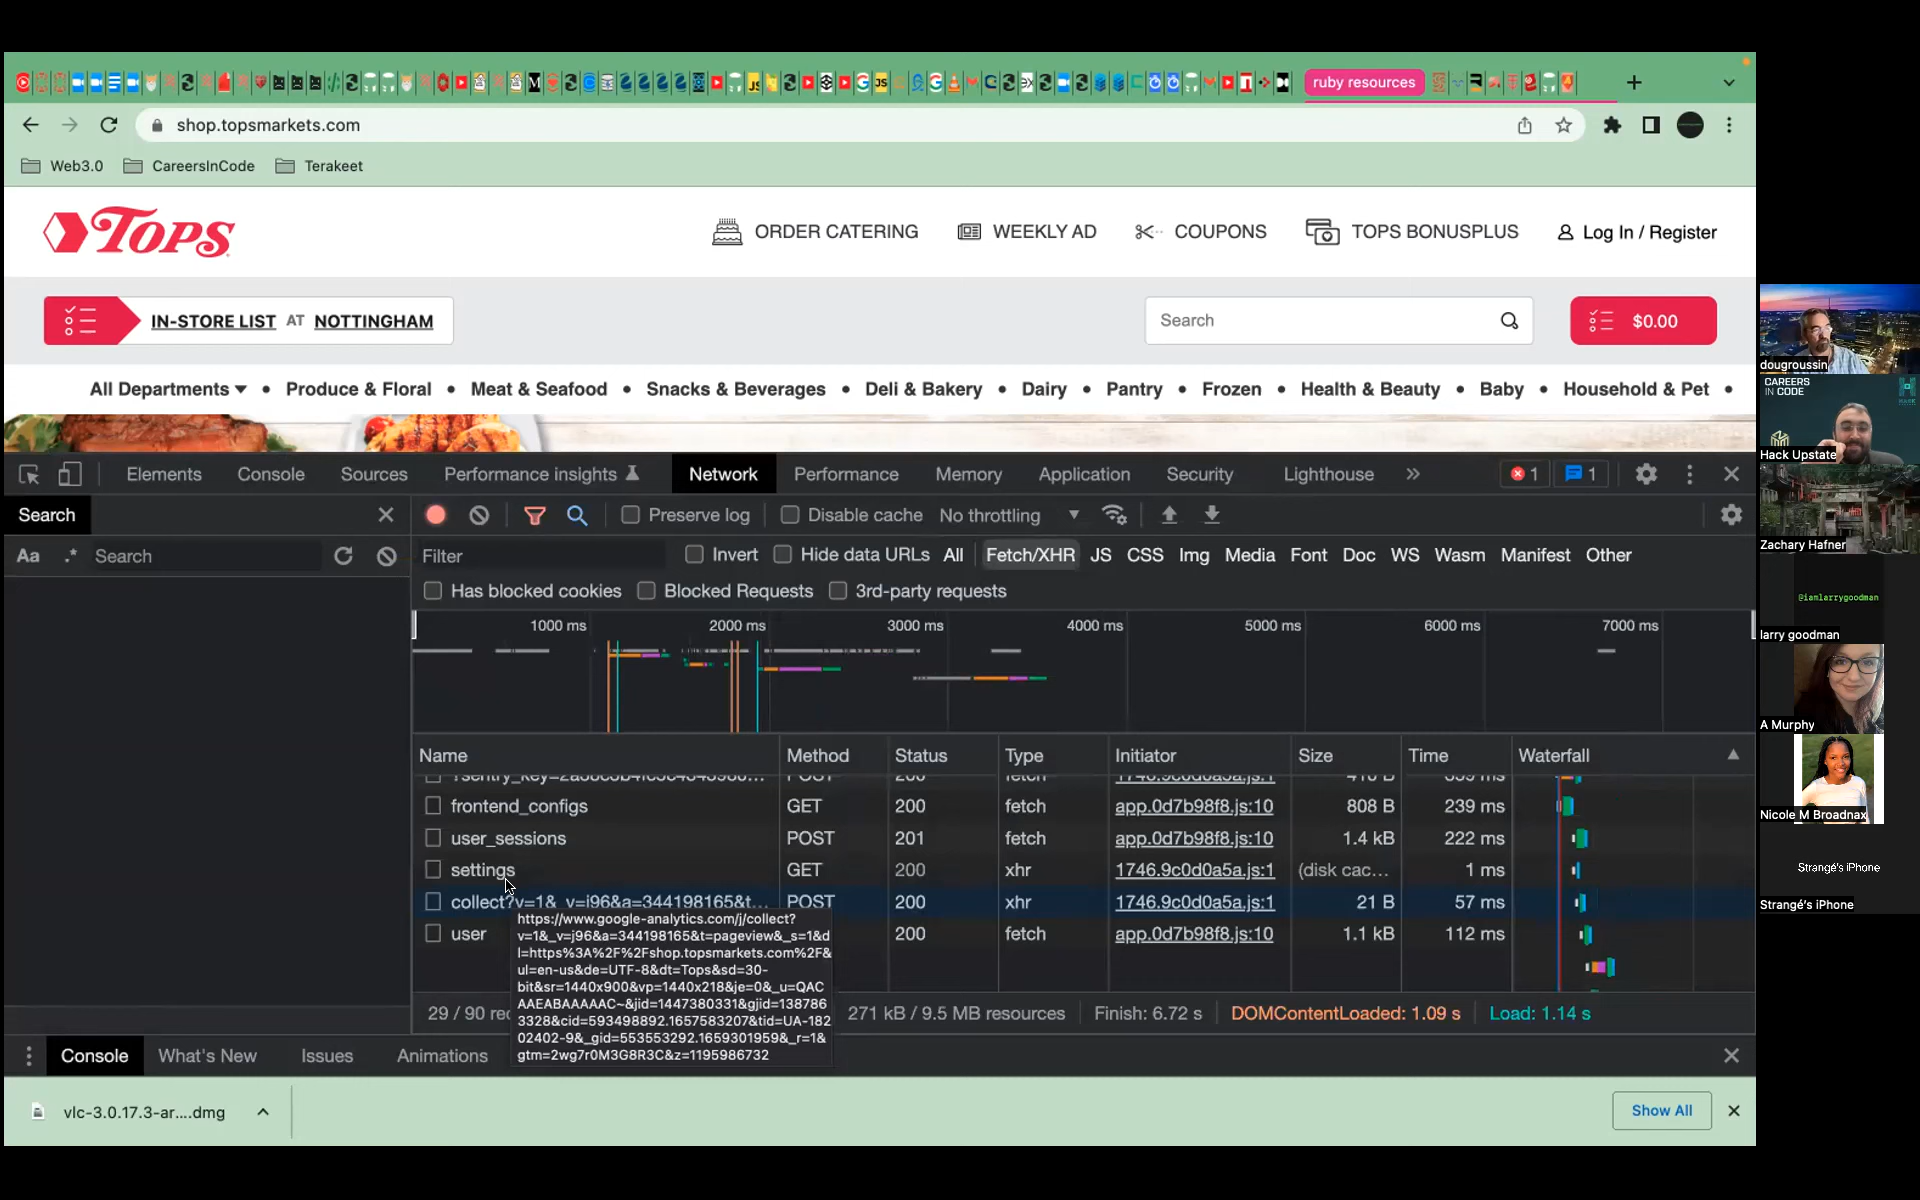 ruby resources
shop.topsmarkets.com
Web3.0 CareersInCode Terakeet
TOPS ORDER CATERING WEEKLY AD COUPONS TOPS BONUSPLUS Log In / Register
IN-STORE LIST AT NOTTINGHAM Search $0.00
All Departments • Produce & Floral • Meat & Seafood • Snacks & Beverages • Deli & Bakery • Dairy • Pantry • Frozen • Health & Beauty • Baby • Household & Pet •
Elements Console Sources Performance insights Network Performance Memory Application Security Lighthouse 1 1
Search Preserve log Disable cache No throttling
Aa .* Search Filter Invert Hide data URLs All Fetch/XHR JS CSS Img Media Font Doc WS Wasm Manifest Other
Has blocked cookies Blocked Requests 3rd-party requests
1000 ms 2000 ms 3000 ms 4000 ms 5000 ms 6000 ms 7000 ms
Name Method Status Type Initiator Size Time Waterfall
frontend_configs GET 200 fetch app.0d7b98f8.js:10 808 B 239 ms
user_sessions POST 201 fetch app.0d7b98f8.js:10 1.4 kB 222 ms
settings GET 200 xhr 1746.9c0d0a5a.js:1 (disk cac... 1 ms
collect?v=1&_v=j96&a=344198165&t... POST 200 xhr 1746.9c0d0a5a.js:1 21 B 57 ms
user 200 fetch app.0d7b98f8.js:10 1.1 kB 112 ms
https://www.google-analytics.com/j/collect?
v=1&_v=j96&a=344198165&t=pageview&_s=1&d
l=https%3A%2F%2Fshop.topsmarkets.com%2F&
ul=en-us&de=UTF-8&dt=Tops&sd=30-
bit&sr=1440x900&vp=1440x218&je=0&_u=QAC
AAEABAAAAAC~&jid=1447380331&gjid=138786
3328&cid=593498892.1657583207&tid=UA-182
02402-9&_gid=553553292.1659301959&_r=1&
gtm=2wg7r0M3G8R3C&z=1195986732
29 / 90 rec 271 kB / 9.5 MB resources Finish: 6.72 s DOMContentLoaded: 1.09 s Load: 1.14 s
Console What's New Issues Animations
vlc-3.0.17.3-ar....dmg Show All
dougroussin
CAREERS
IN CODE
Hack Upstate
Zachary Hafner
@iamlarrygoodman
larry goodman
A Murphy
Nicole M Broadnax
Strangé's iPhone
Strangé's iPhone